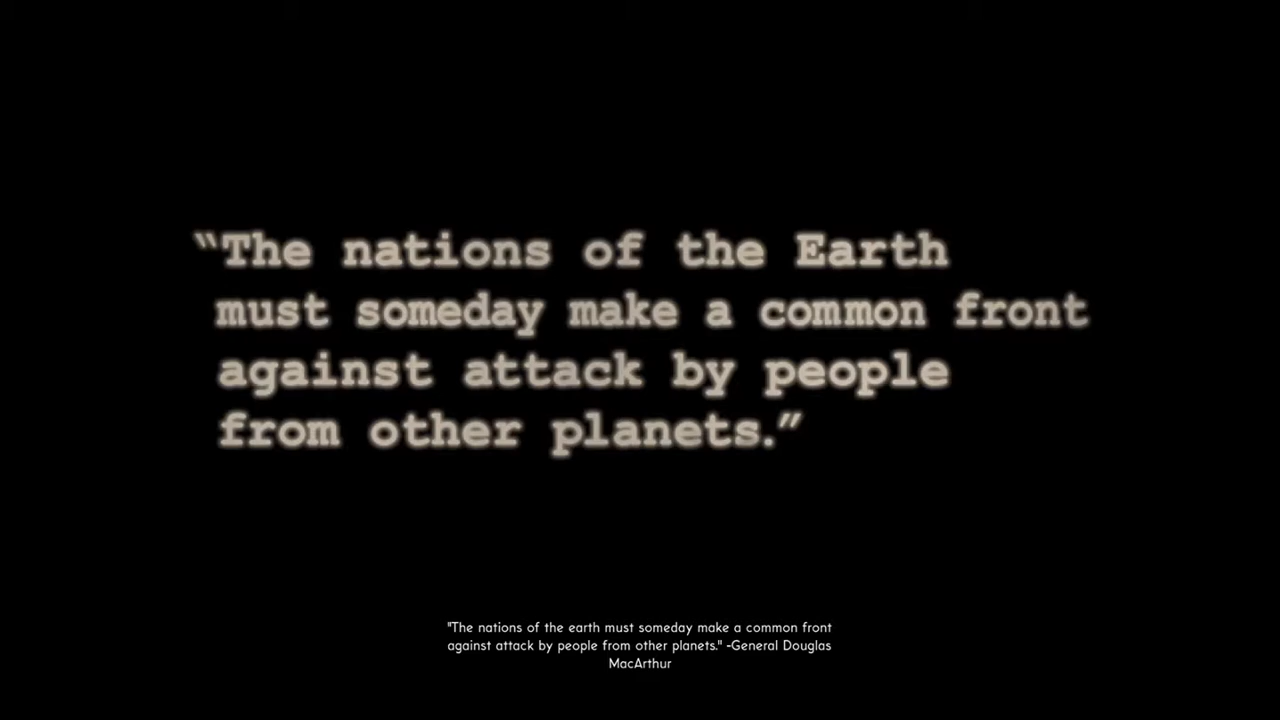 “The nations of the Earth
must someday make a common front
against attack by people
from other planets.”
"The nations of the earth must someday make a common front
against attack by people from other planets." -General Douglas
MacArthur